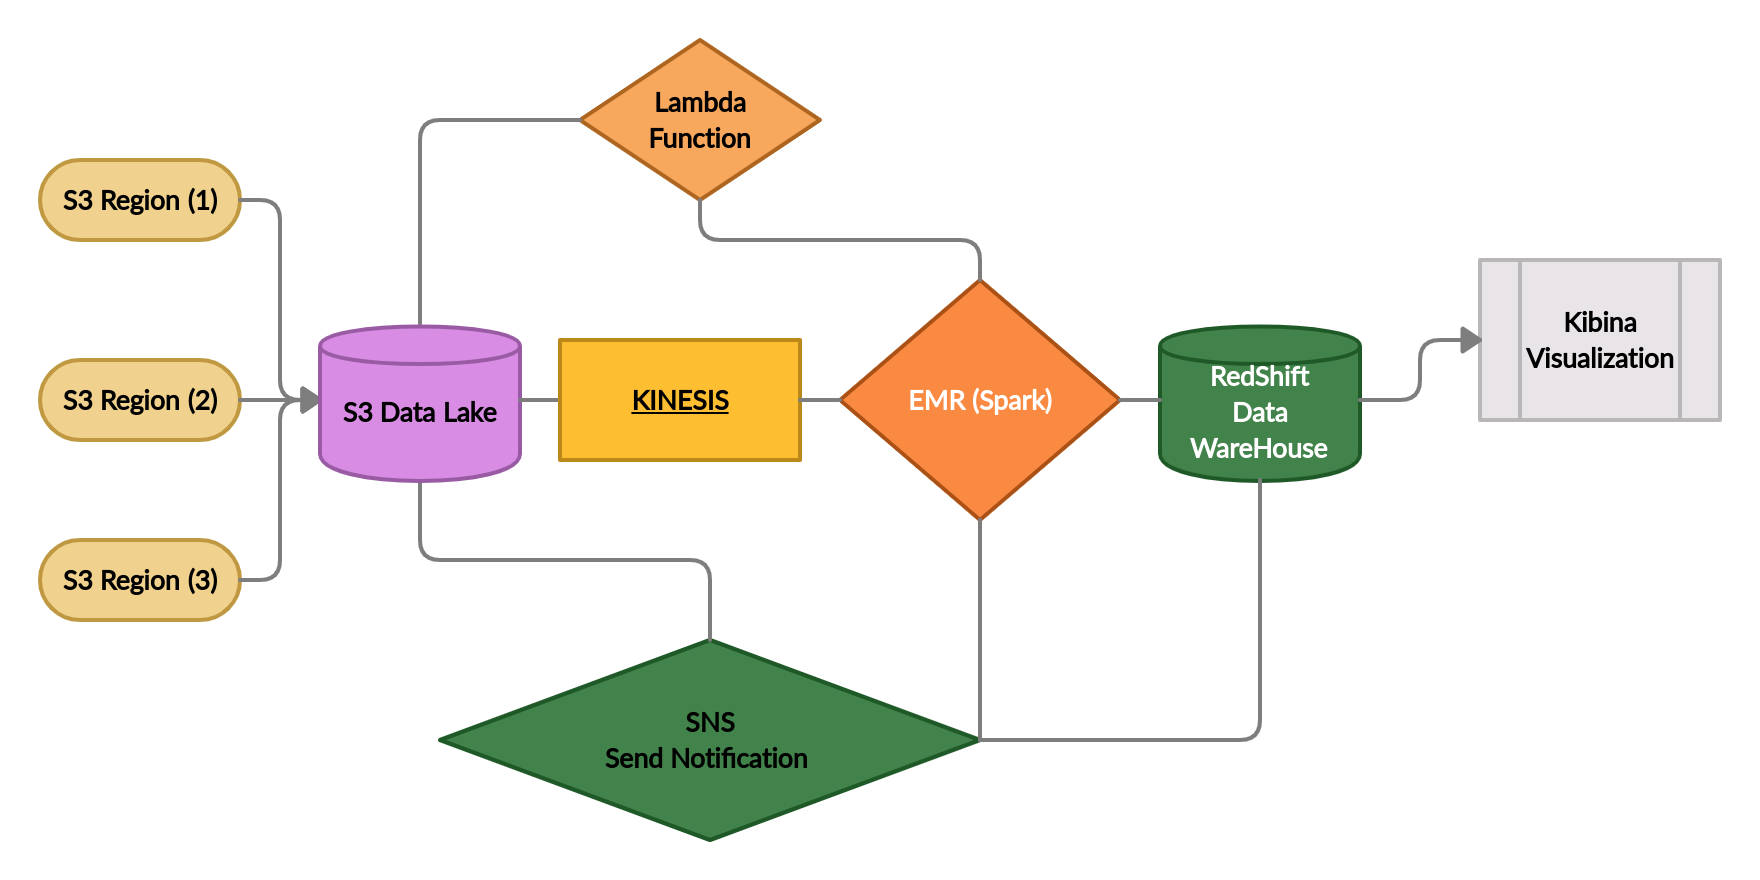 Lambda
Function
S3 Region (1)
S3 Region (2)
S3 Region (3)
S3 Data Lake
KINESIS
EMR (Spark)
RedShift
Data
WareHouse
Kibina
Visualization
SNS
Send Notification